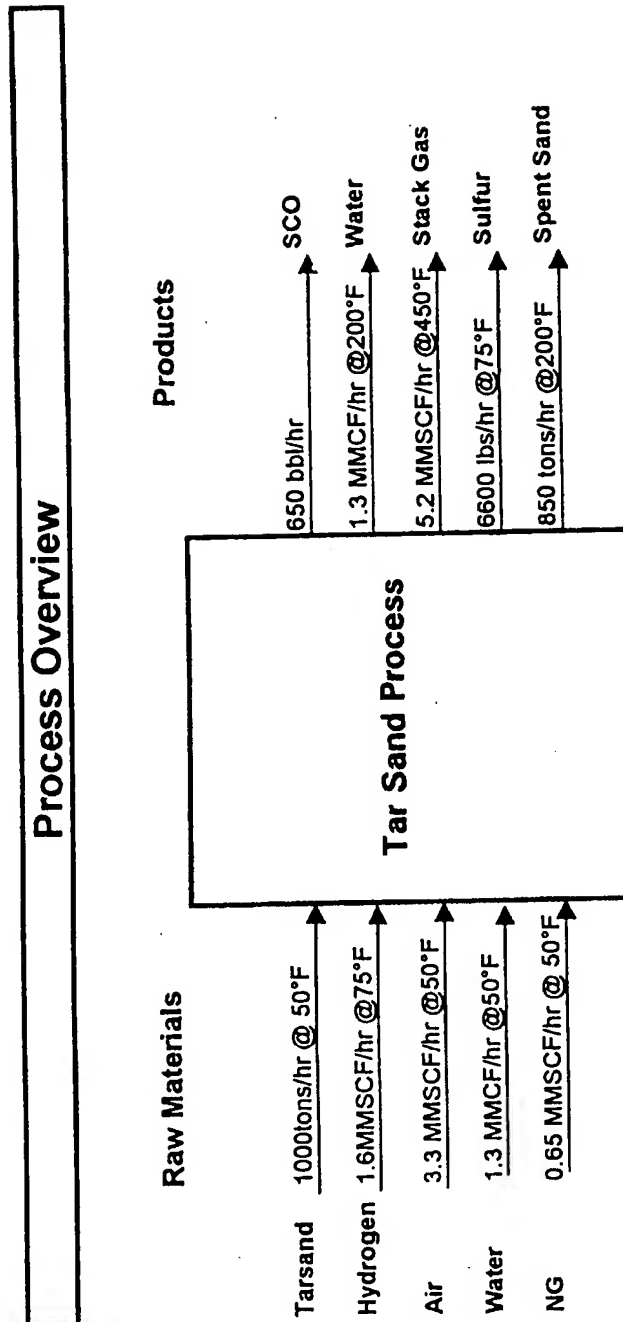 Process Overview
Raw Materials
Products
Tarsand 1000tons/hr @ 50°F
Hydrogen 1.6MMSCF/hr @75°F
Air 3.3 MMSCF/hr @50°F
Water 1.3 MMCF/hr @50°F
NG 0.65 MMSCF/hr @ 50°F
Tar Sand Process
650 bbl/hr SCO
1.3 MMCF/hr @200°F Water
5.2 MMSCF/hr @450°F Stack Gas
6600 lbs/hr @75°F Sulfur
850 tons/hr @200°F Spent Sand